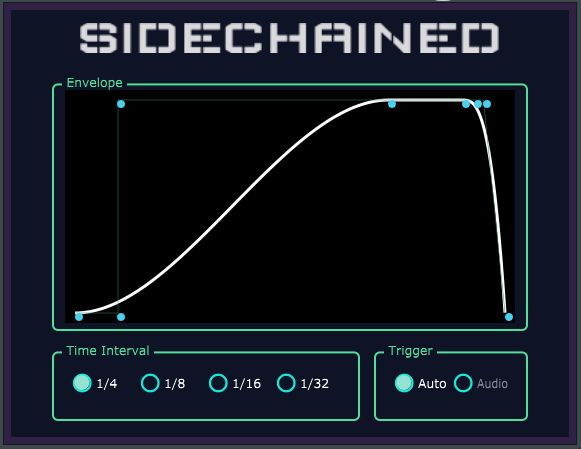 SIDECHAINED
Envelope
Time Interval
1/4 1/8 1/16 1/32
Trigger
Auto Audio